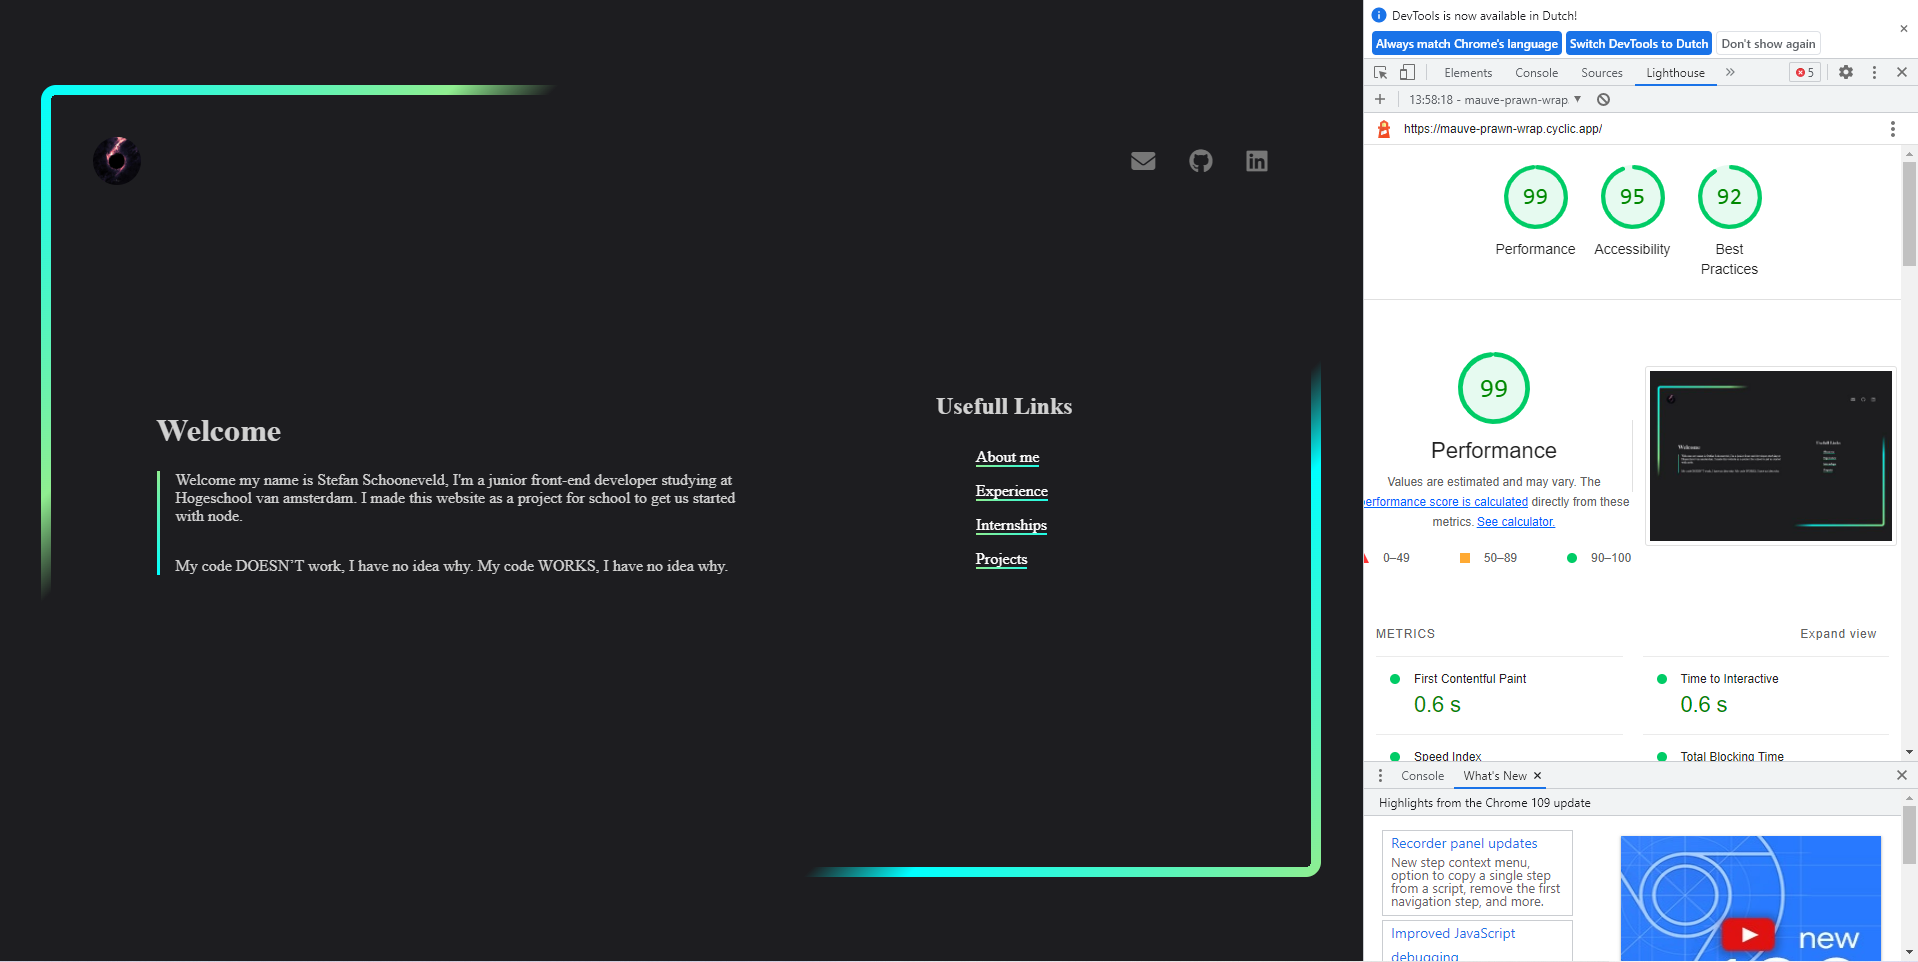 Welcome
Welcome my name is Stefan Schooneveld, I'm a junior front-end developer studying at
Hogeschool van amsterdam. I made this website as a project for school to get us started
with node.
My code DOESN'T work, I have no idea why. My code WORKS, I have no idea why.
Usefull Links
About me
Experience
Internships
Projects
DevTools is now available in Dutch!
Always match Chrome's language Switch DevTools to Dutch Don't show again
Elements Console Sources Lighthouse 5
13:58:18 - mauve-prawn-wrap.
https://mauve-prawn-wrap.cyclic.app/
99 95 92
Performance Accessibility Best
Practices
99
Performance
Values are estimated and may vary. The
performance score is calculated directly from these
metrics. See calculator.
0–49 50–89 90–100
METRICS Expand view
First Contentful Paint Time to Interactive
0.6 s 0.6 s
Speed Index Total Blocking Time
Console What's New
Highlights from the Chrome 109 update
Recorder panel updates
New step context menu,
option to copy a single step
from a script, remove the first
navigation step, and more.
Improved JavaScript
debugging
new